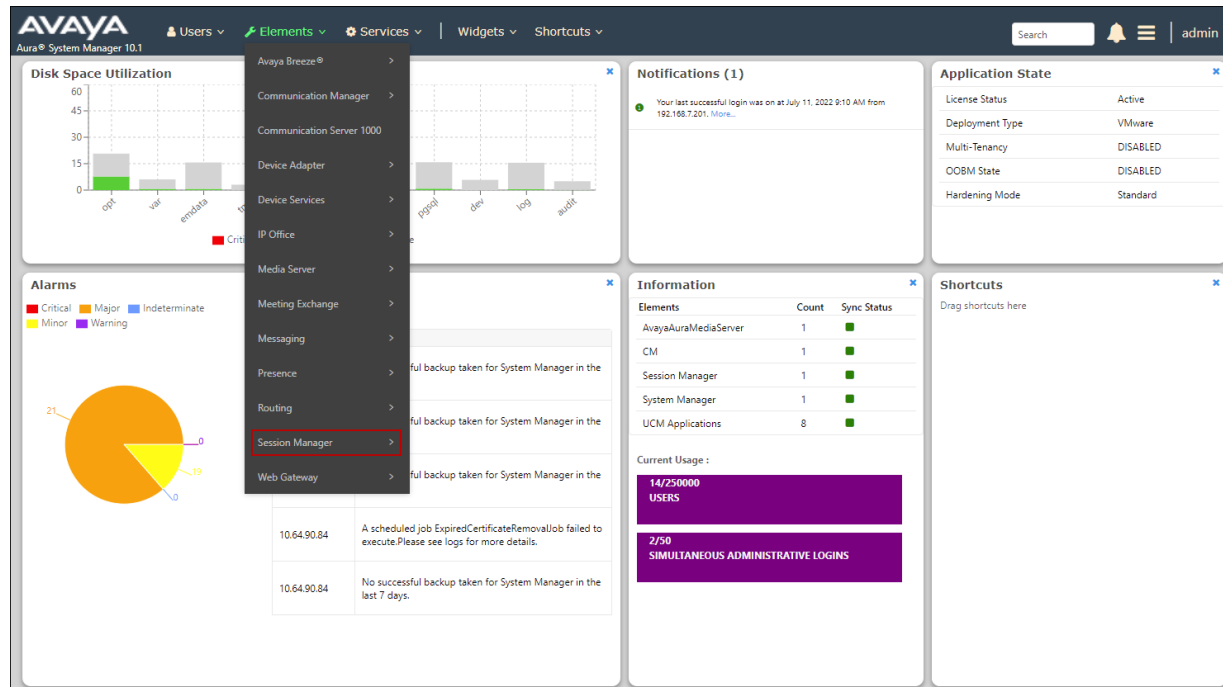 AVAYA
Aura® System Manager 10.1
Users
Elements
Services
Widgets
Shortcuts
Search
admin
Disk Space Utilization
60
45
30
15
0
opt
var
emdata
pgsql
dev
log
audit
Criti
Avaya Breeze®
Communication Manager
Communication Server 1000
Device Adapter
Device Services
IP Office
Media Server
Meeting Exchange
Messaging
Presence
Routing
Session Manager
Web Gateway
Notifications (1)
Your last successful login was on at July 11, 2022 9:10 AM from
192.168.7.201. More...
Application State
License Status Active
Deployment Type VMware
Multi-Tenancy DISABLED
OOBM State DISABLED
Hardening Mode Standard
Alarms
Critical Major Indeterminate
Minor Warning
21
0
19
0
ful backup taken for System Manager in the
ful backup taken for System Manager in the
ful backup taken for System Manager in the
10.64.90.84 A scheduled job ExpiredCertificateRemovalJob failed to
execute.Please see logs for more details.
10.64.90.84 No successful backup taken for System Manager in the
last 7 days.
Information
Elements Count Sync Status
AvayaAuraMediaServer 1
CM 1
Session Manager 1
System Manager 1
UCM Applications 8
Current Usage :
14/250000
USERS
2/50
SIMULTANEOUS ADMINISTRATIVE LOGINS
Shortcuts
Drag shortcuts here